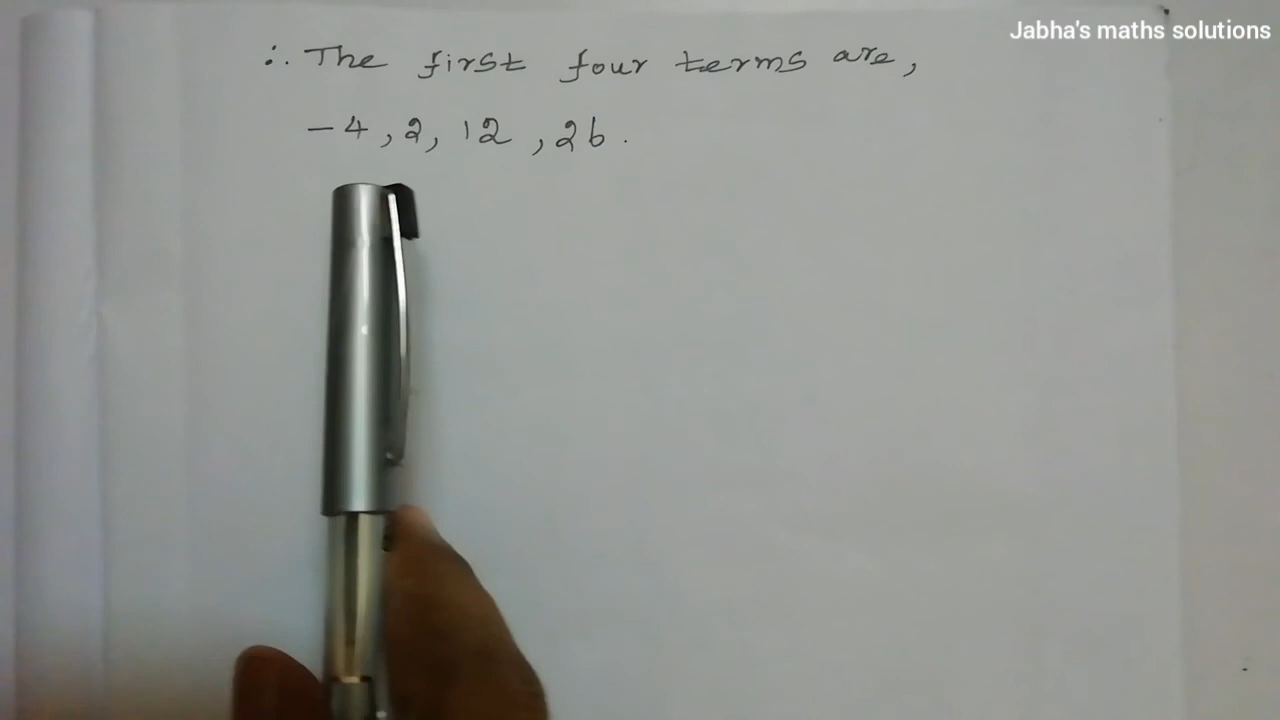 Jabha's maths solutions
∴ The first four terms are,
-4, 2, 12, 26.